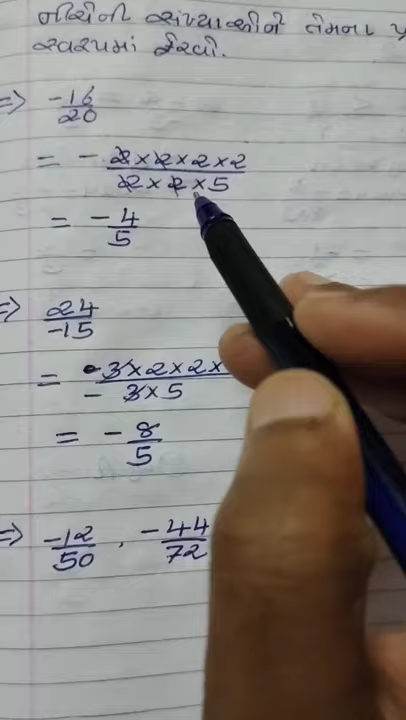 નીચેની સંખ્યાઓને તેમના
સ્વરૂપમાં ફેરવો.
⇒ -16/20
= - 2×2×2×2 / 2×2×5
= -4/5
⇒ 24/-15
= 3×2×2× / - 3×5
= - 8/5
⇒ -12/50 , -44/72